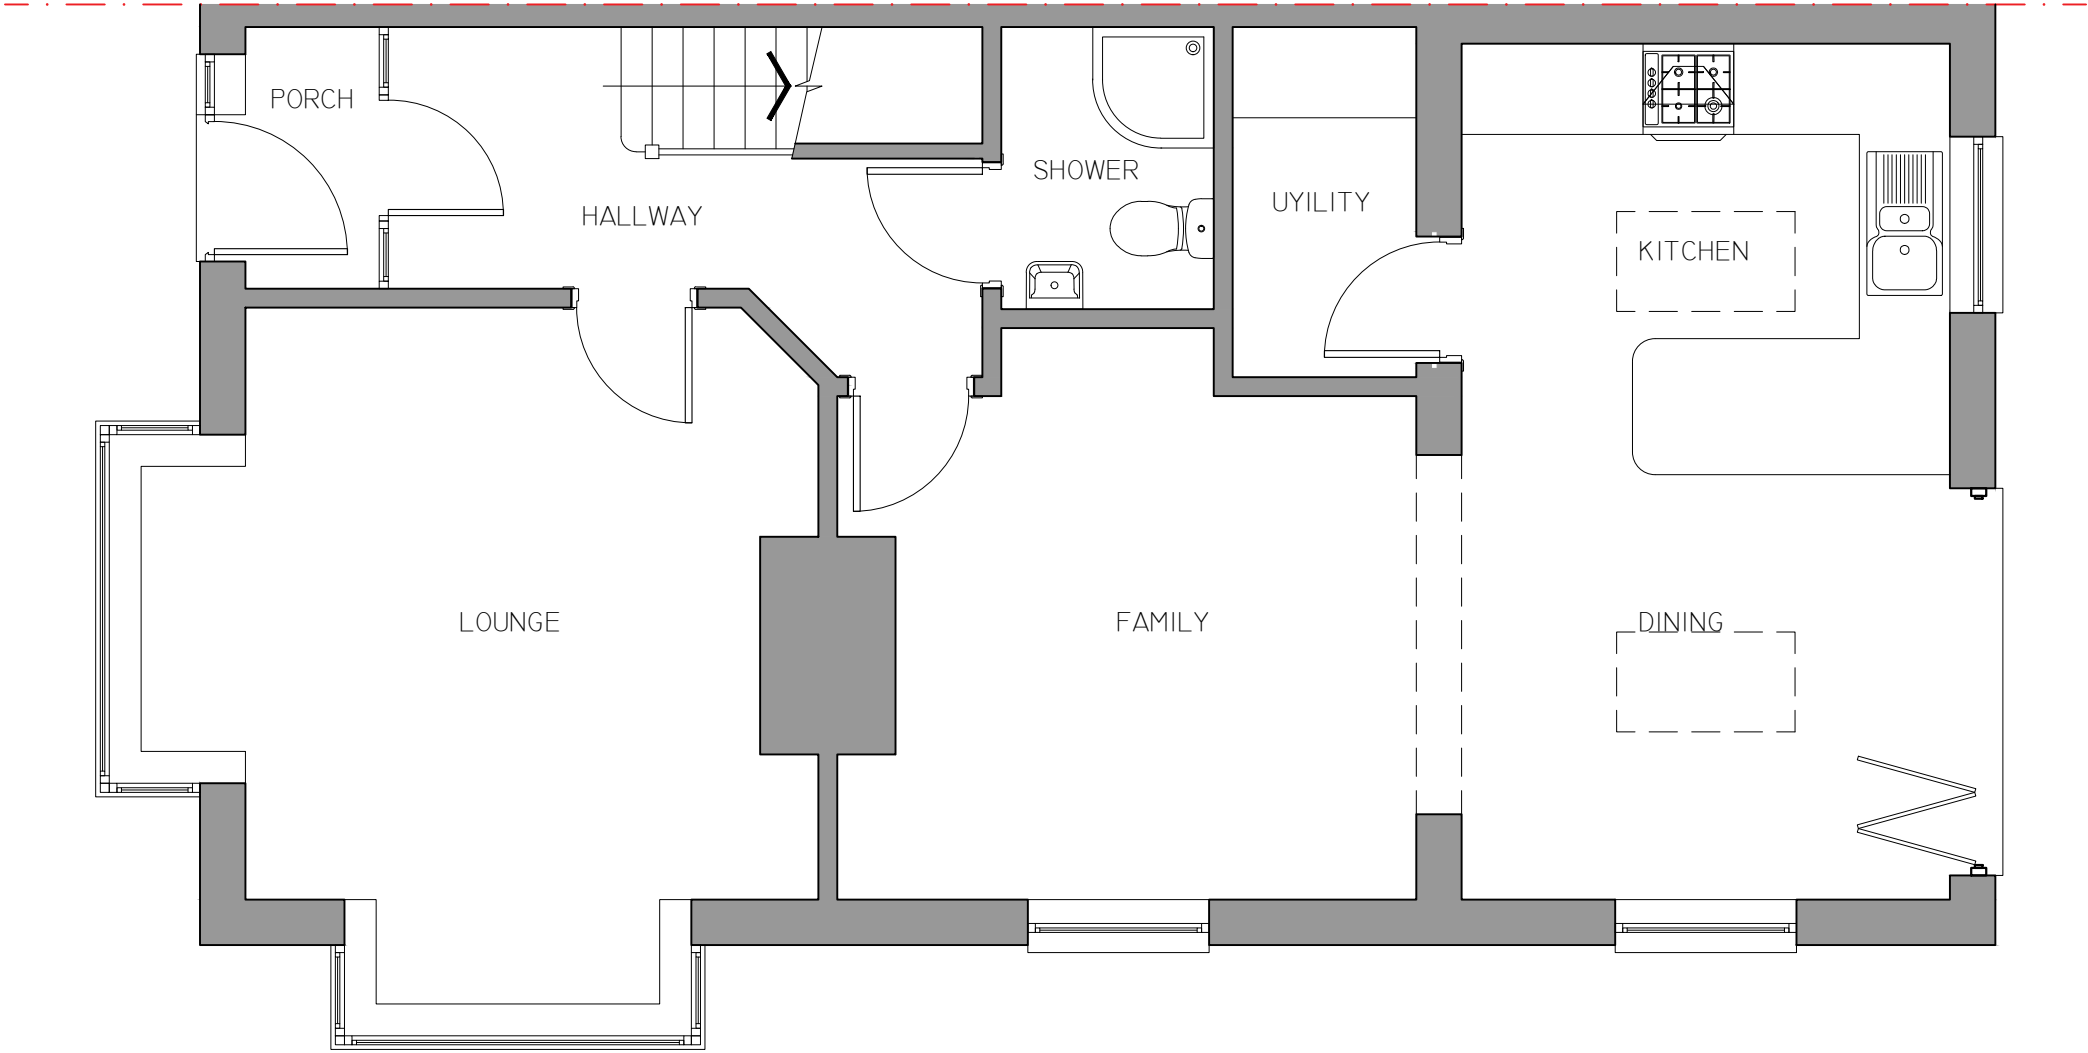 PORCH
SHOWER
UYILITY
HALLWAY
KITCHEN
LOUNGE
FAMILY
DINING